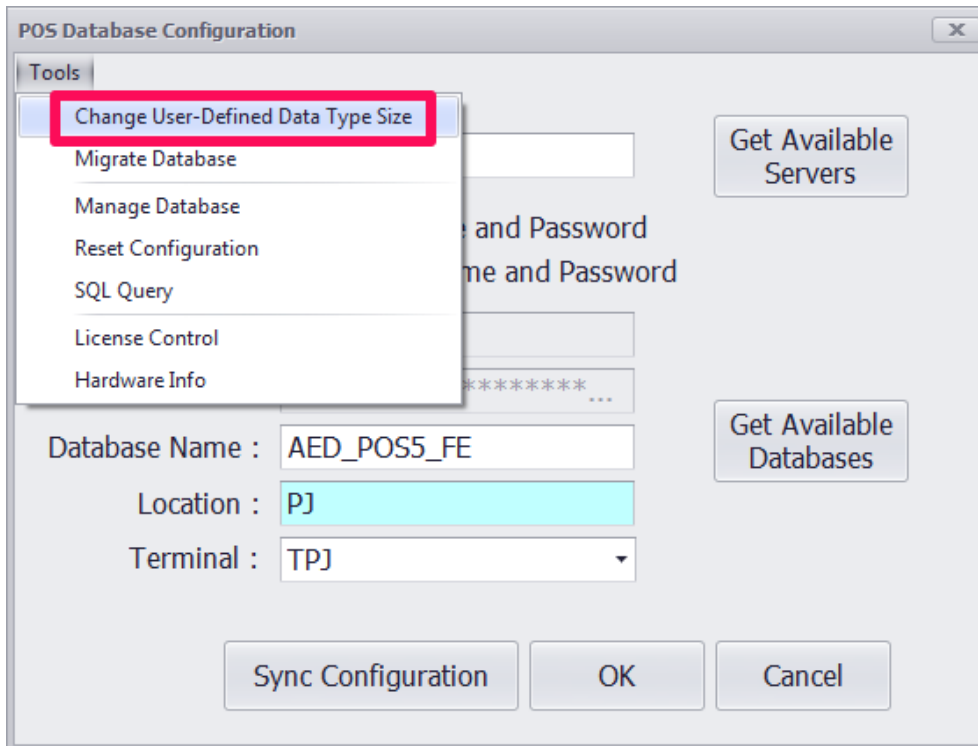 POS Database Configuration
Tools
Change User-Defined Data Type Size
Migrate Database
Manage Database
Reset Configuration
SQL Query
License Control
Hardware Info
Get Available
Servers
and Password
me and Password
********...
Database Name : AED_POS5_FE
Get Available
Databases
Location : PJ
Terminal : TPJ
Sync Configuration OK Cancel